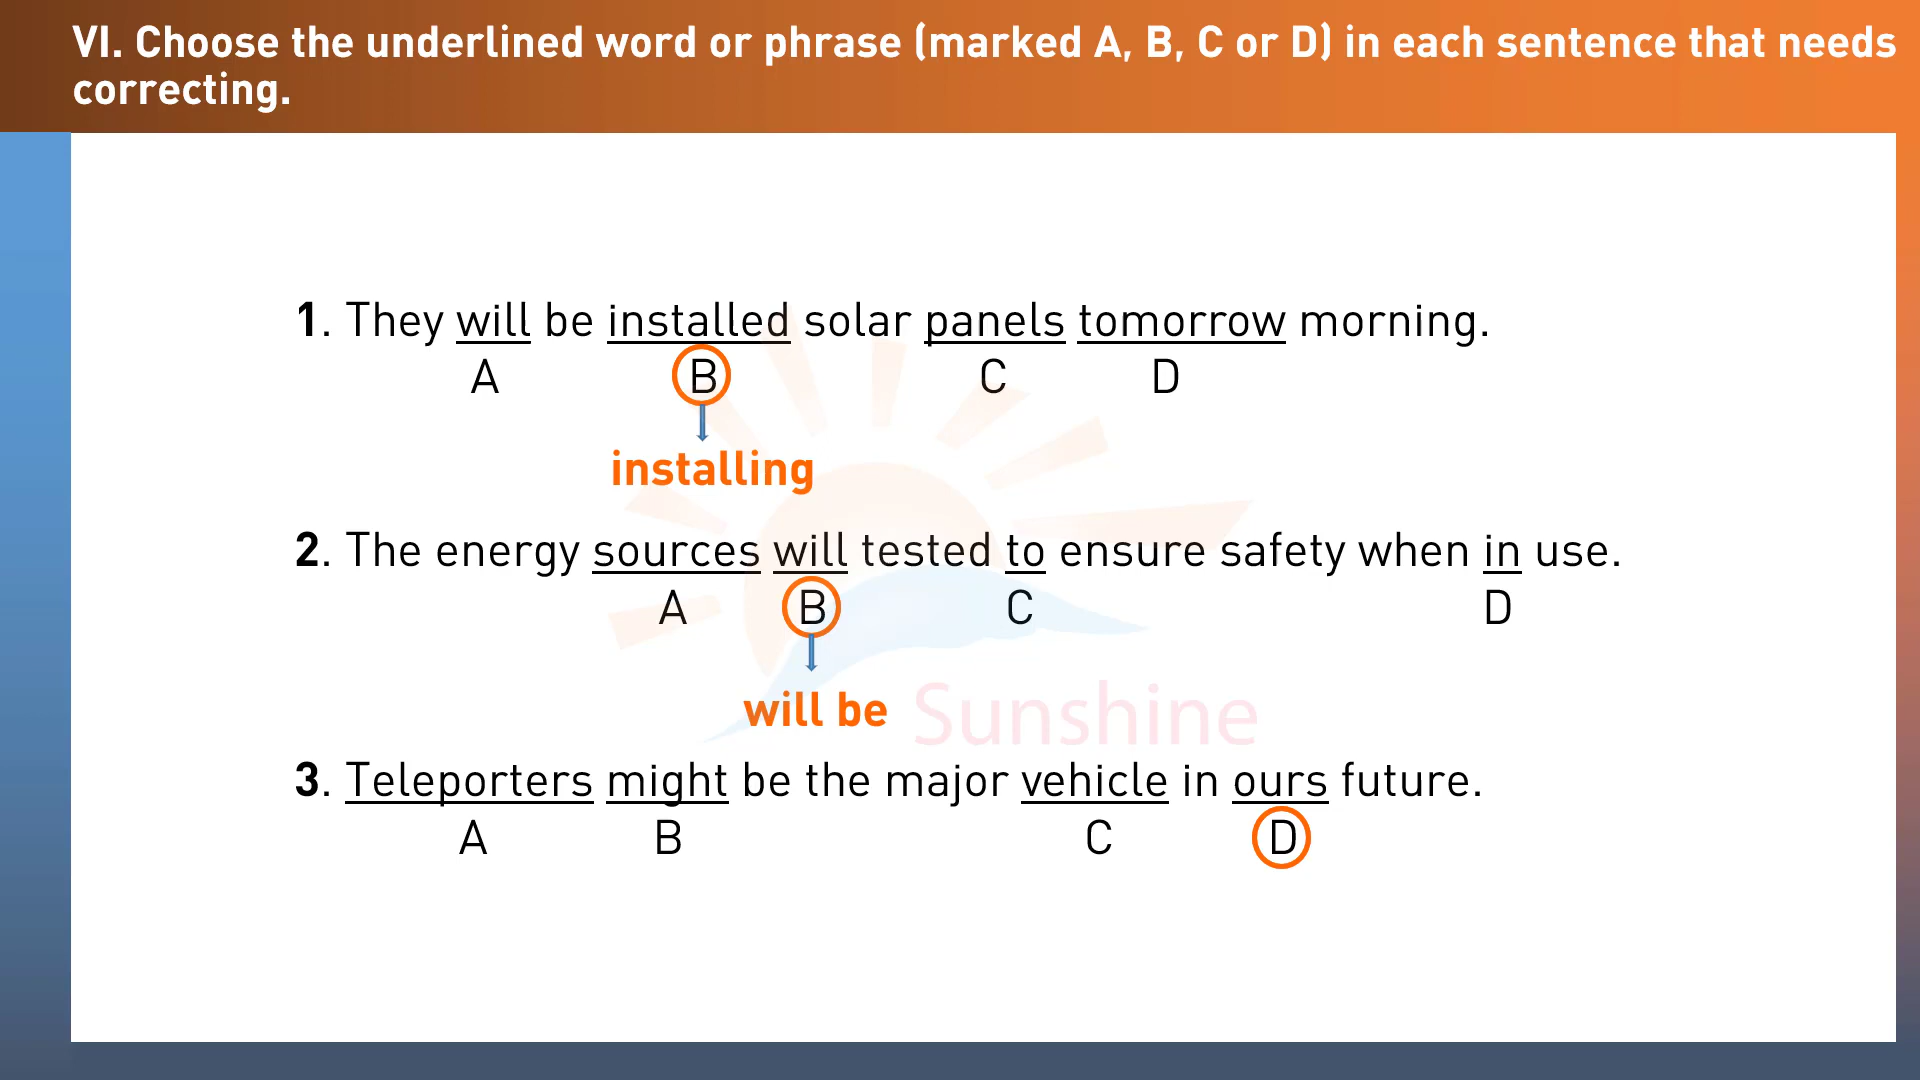 VI. Choose the underlined word or phrase (marked A, B, C or D) in each sentence that needs
correcting.
1. They will be installed solar panels tomorrow morning.
A B C D
installing
2. The energy sources will tested to ensure safety when in use.
A B C D
will be
Sunshine
3. Teleporters might be the major vehicle in ours future.
A B C D